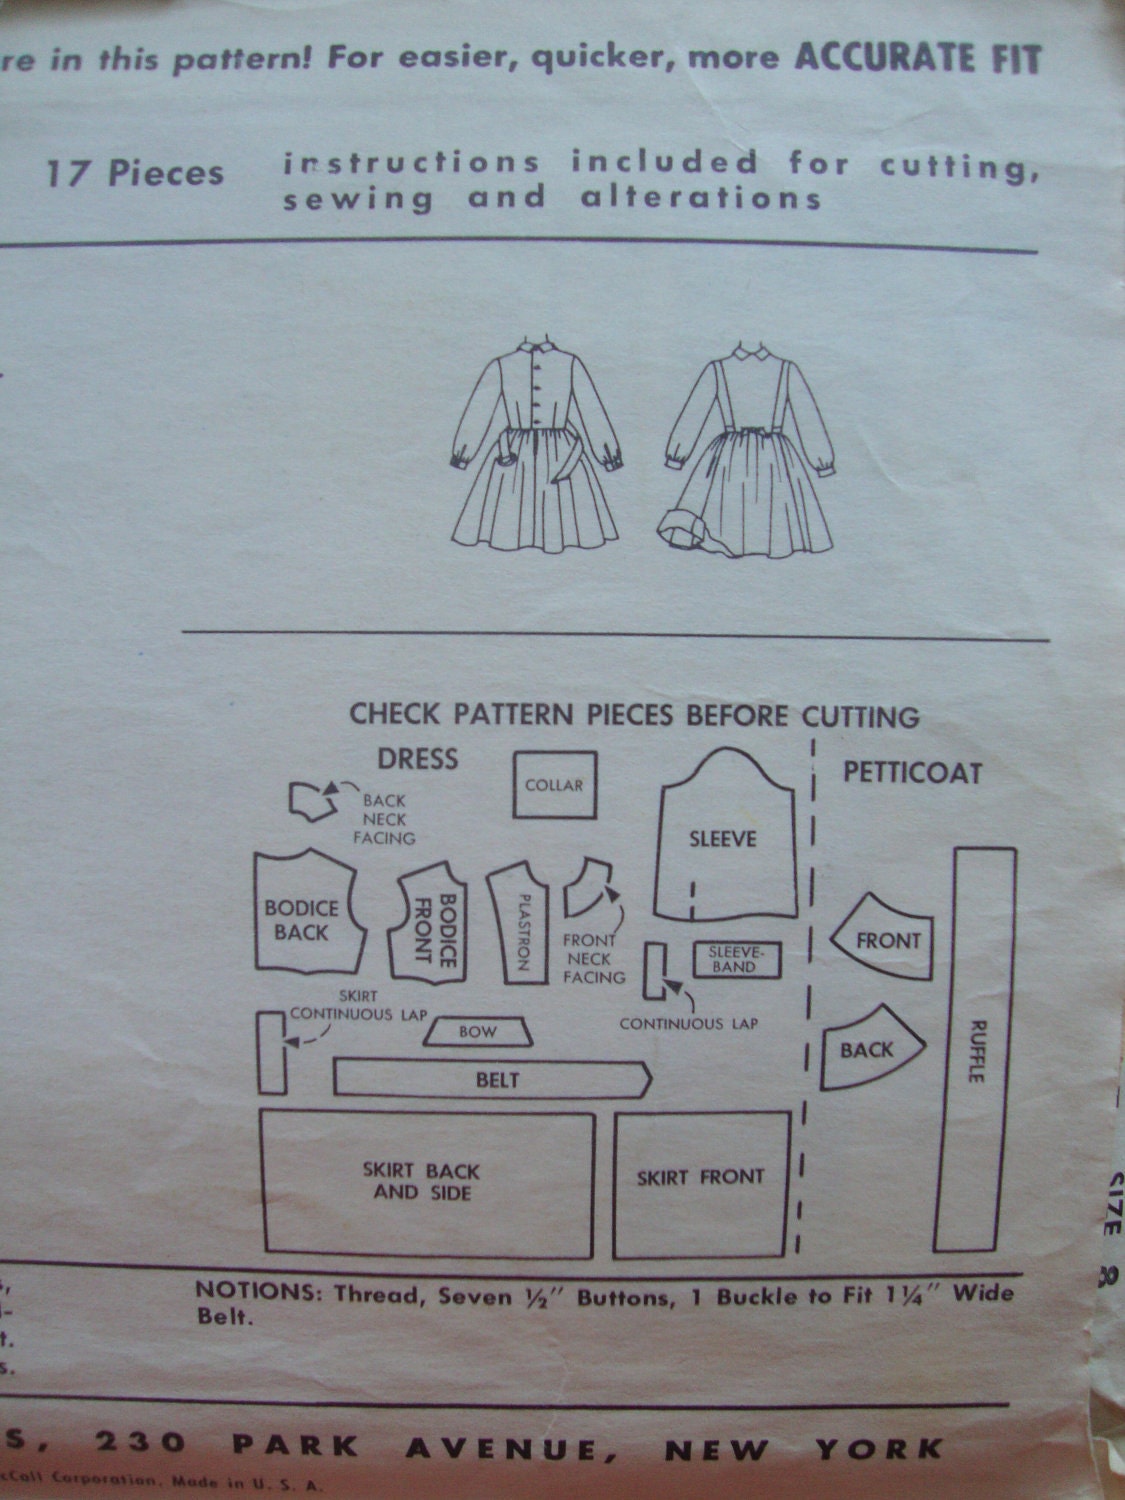 re in this pattern! For easier, quicker, more ACCURATE FIT
17 Pieces
instructions included for cutting,
sewing and alterations
CHECK PATTERN PIECES BEFORE CUTTING
DRESS
PETTICOAT
BACK
NECK
FACING
COLLAR
SLEEVE
BODICE
BACK
BODICE
FRONT
PLASTRON
FRONT
NECK
FACING
SLEEVE-
BAND
CONTINUOUS LAP
SKIRT
CONTINUOUS LAP
BOW
BELT
SKIRT BACK
AND SIDE
SKIRT FRONT
FRONT
BACK
RUFFLE
SIZE 8
NOTIONS: Thread, Seven ½" Buttons, 1 Buckle to Fit 1¼" Wide
Belt.
S, 230 PARK AVENUE, NEW YORK
cCall Corporation. Made in U. S. A.